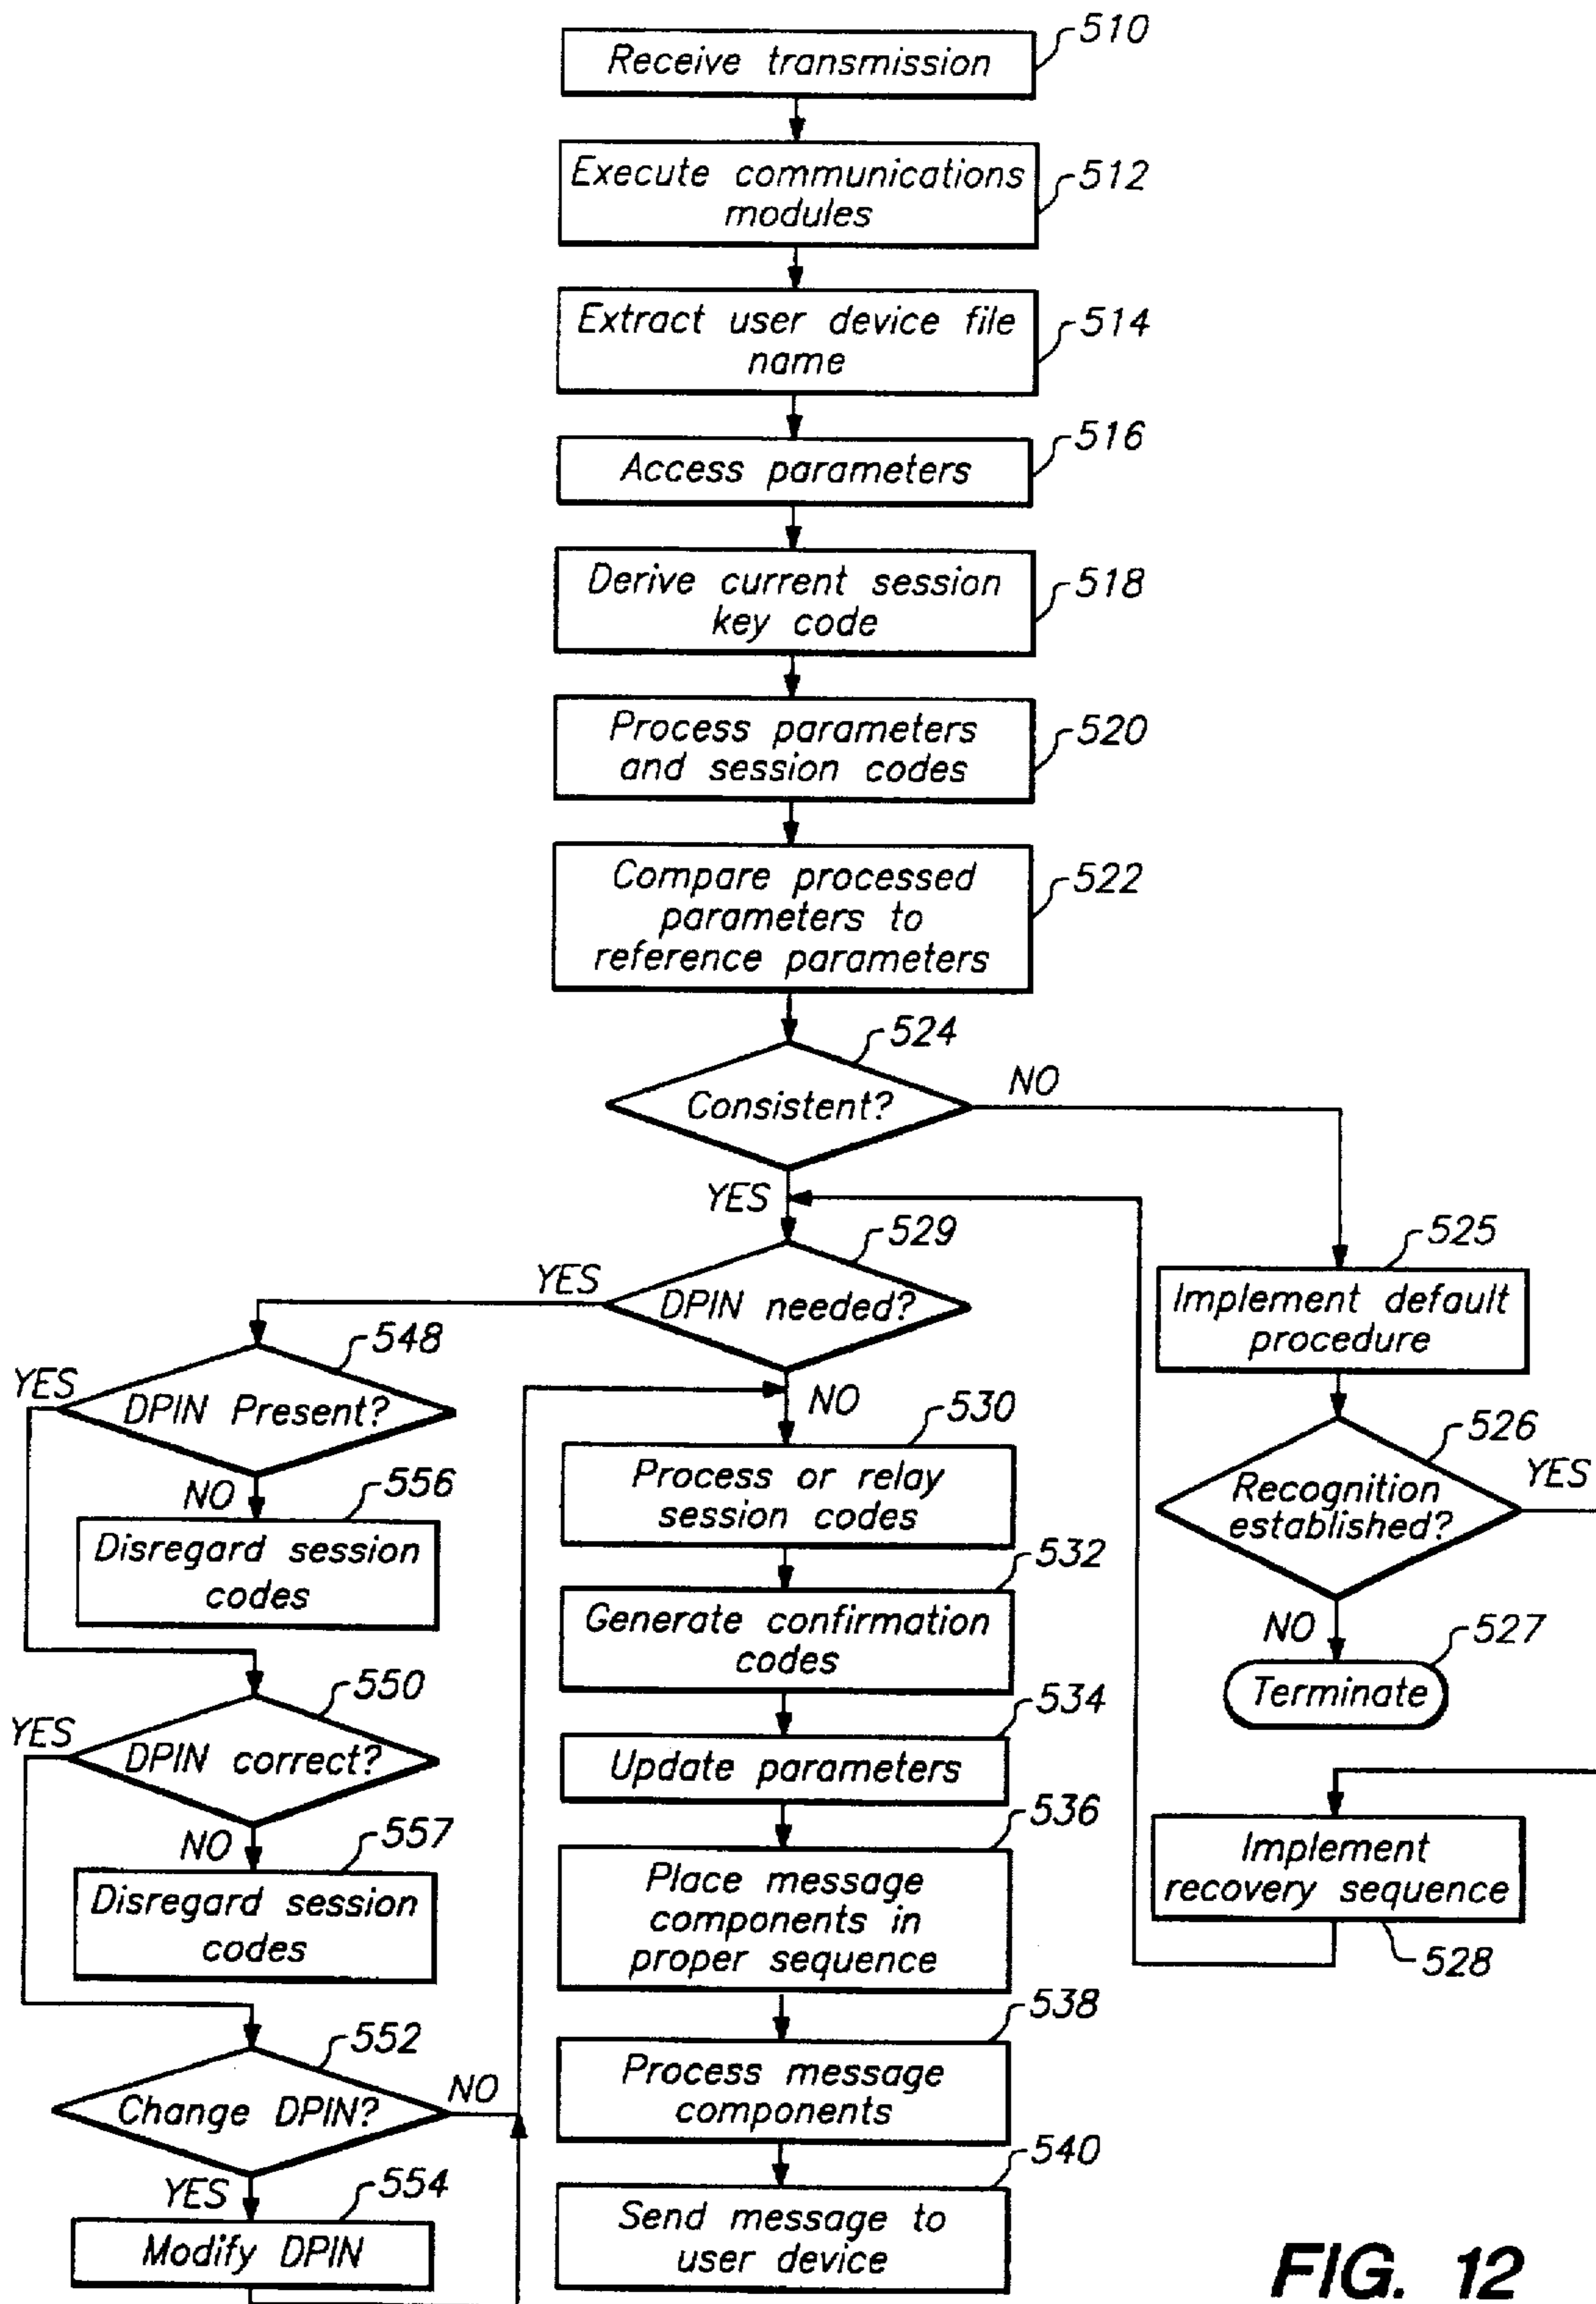 510
Receive transmission
512
Execute communications
modules
514
Extract user device file
name
516
Access parameters
518
Derive current session
key code
520
Process parameters
and session codes
522
Compare processed
parameters to
reference parameters
524
Consistent?
NO
YES
529
DPIN needed?
YES
NO
525
Implement default
procedure
526
Recognition
established?
YES
NO
527
Terminate
Implement
recovery sequence
528
548
YES
DPIN Present?
NO
556
Disregard session
codes
550
YES
DPIN correct?
NO
557
Disregard session
codes
552
Change DPIN?
NO
YES
554
Modify DPIN
530
Process or relay
session codes
532
Generate confirmation
codes
534
Update parameters
536
Place message
components in
proper sequence
538
Process message
components
540
Send message to
user device
FIG. 12